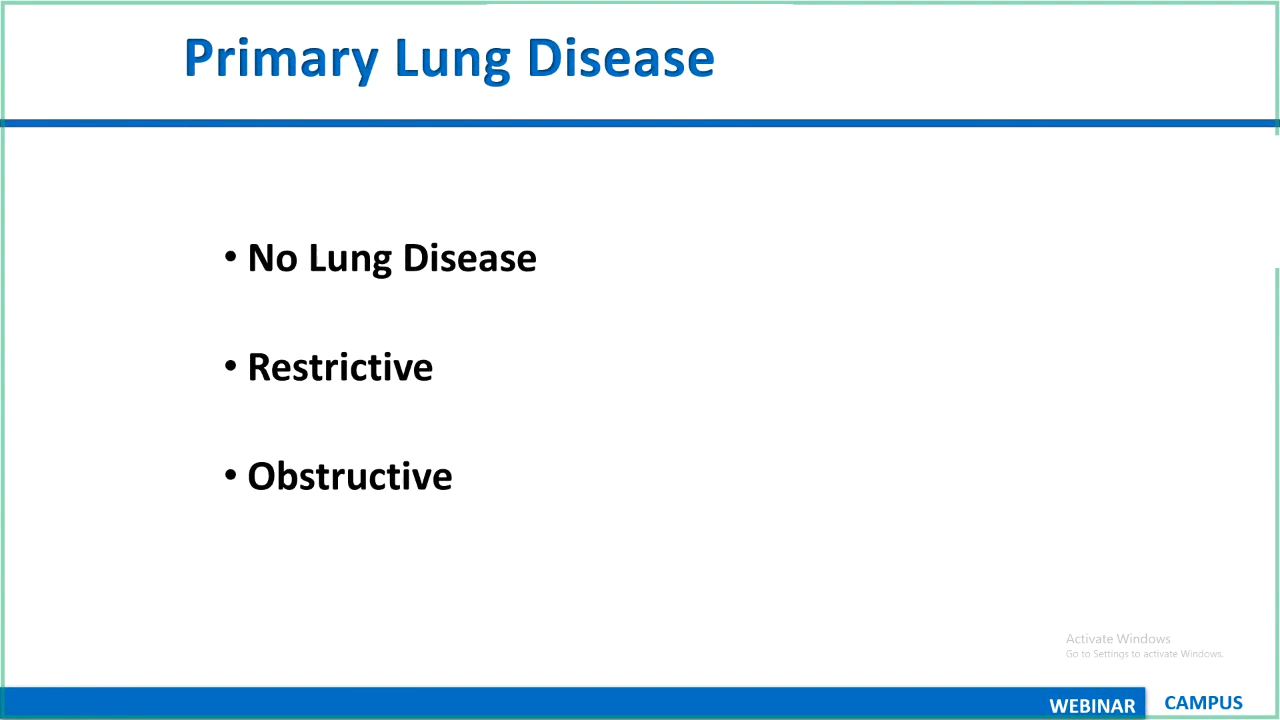 Primary Lung Disease
• No Lung Disease
• Restrictive
• Obstructive
Activate Windows
Go to Settings to activate Windows.
WEBINAR CAMPUS